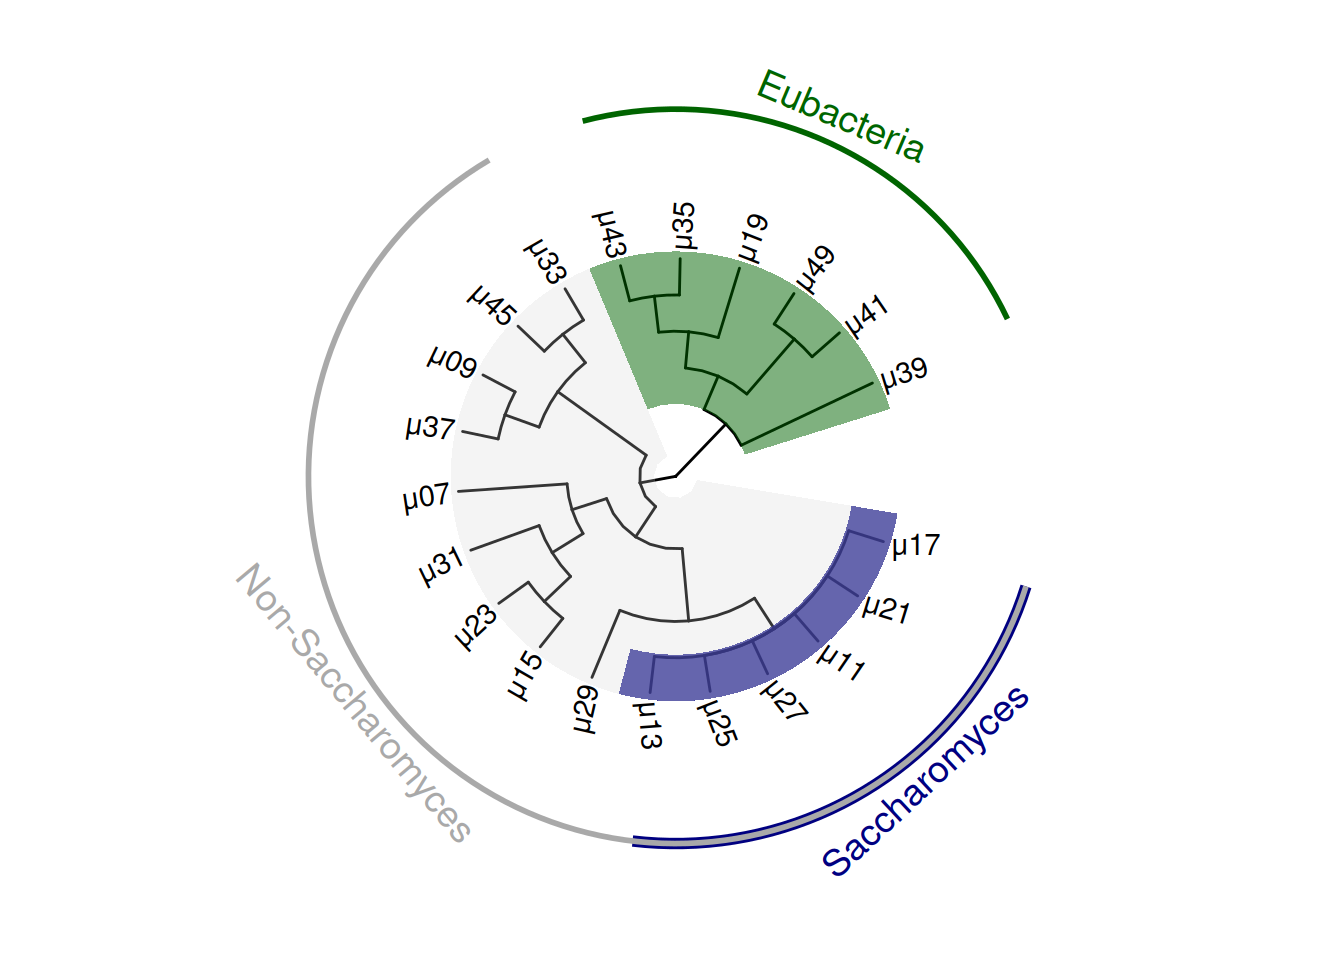 Eubacteria
µ35
µ43
µ19
µ33
µ49
µ45
µ41
µ09
µ39
µ37
µ07
µ17
µ31
µ21
µ23
µ11
µ15
µ27
µ29
µ13
µ25
Non-Saccharomyces
Saccharomyces